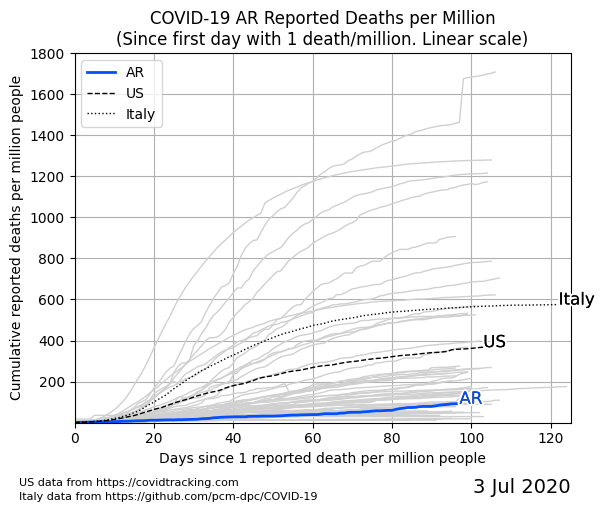 COVID-19 AR Reported Deaths per Million
(Since first day with 1 death/million. Linear scale)
Cumulative reported deaths per million people
1800
1600
1400
1200
1000
800
600
400
200
AR
US
Italy
Italy
US
AR
0 20 40 60 80 100 120
Days since 1 reported death per million people
US data from https://covidtracking.com
Italy data from https://github.com/pcm-dpc/COVID-19
3 Jul 2020